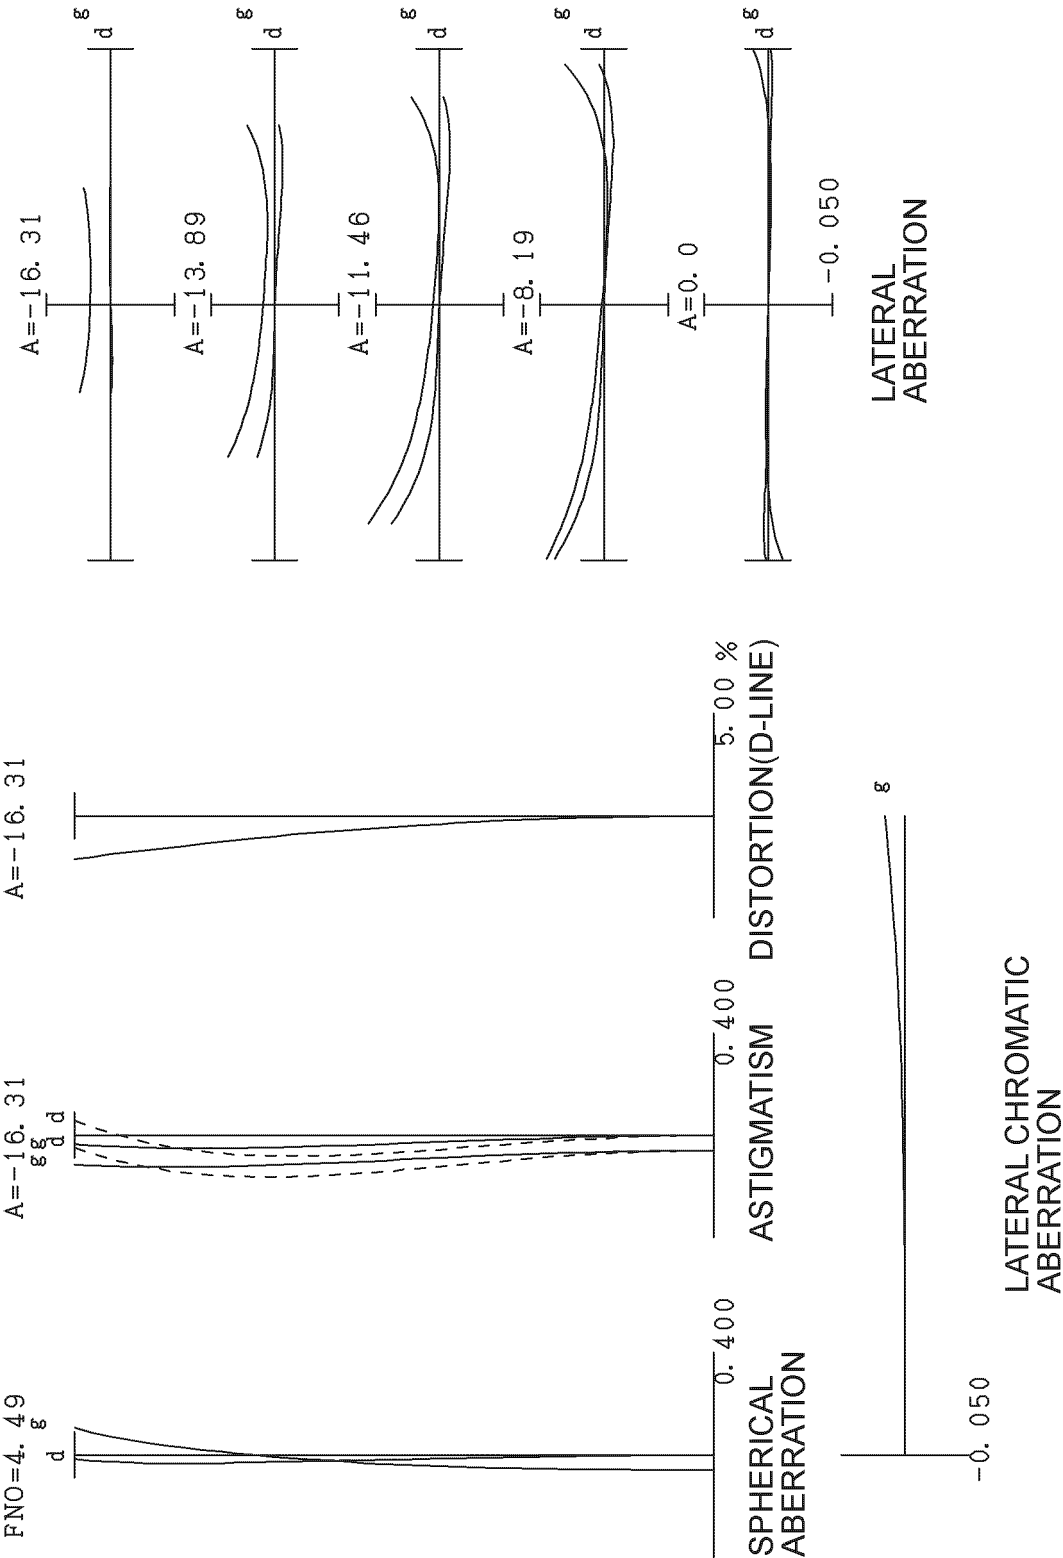 FNO=4. 49
g
d
0. 400
SPHERICAL
ABERRATION
A=-16. 31
g
g
d
d
0. 400
ASTIGMATISM
A=-16. 31
5. 00 %
DISTORTION(D-LINE)
g
-0. 050
LATERAL CHROMATIC
ABERRATION
A=-16. 31
g
d
A=-13. 89
g
d
A=-11. 46
g
d
A=-8. 19
g
d
A=0. 0
g
d
-0. 050
LATERAL
ABERRATION